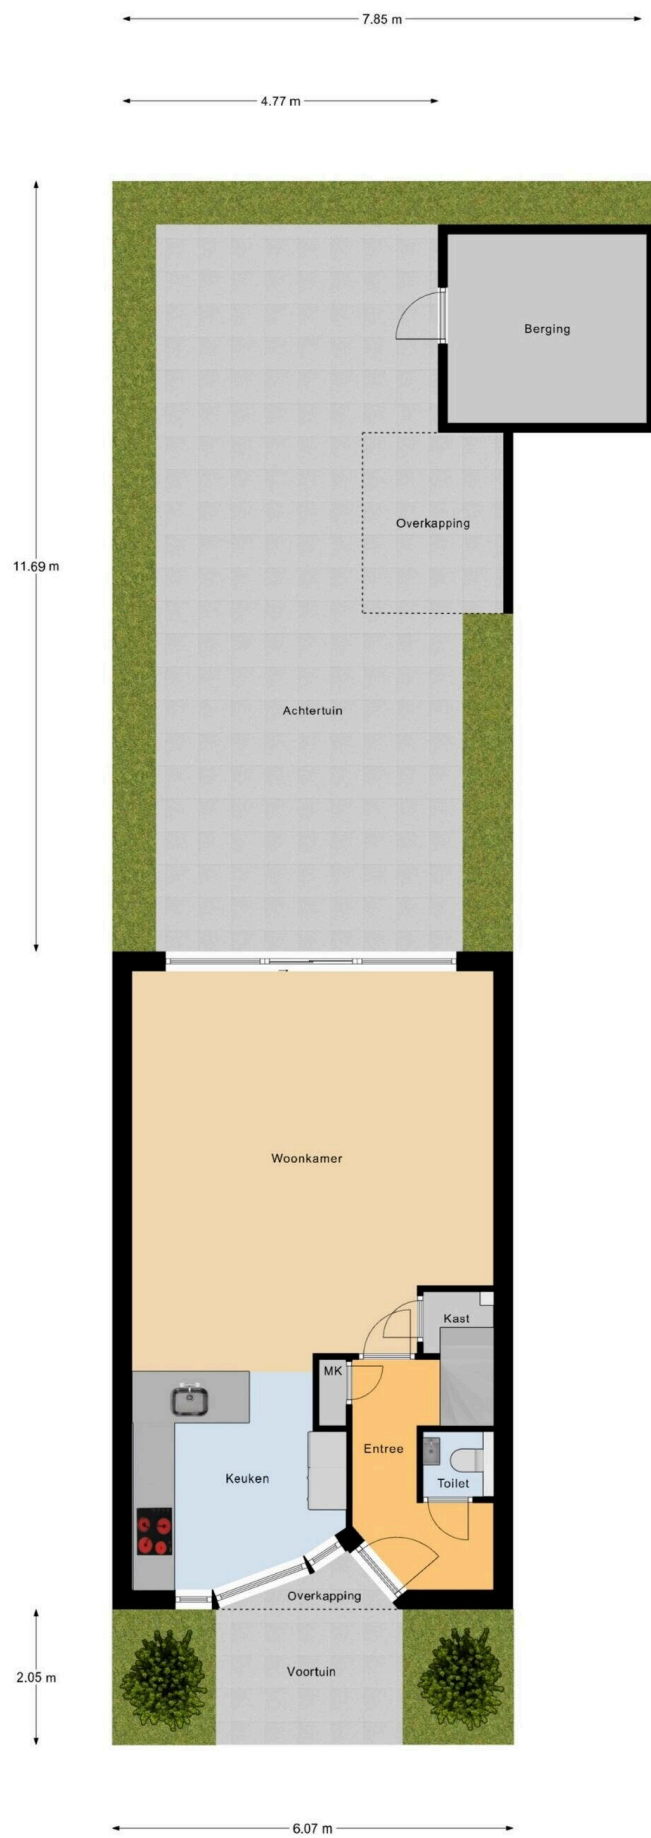 7.85 m
4.77 m
Berging
Overkapping
11.69 m
Achtertuin
Woonkamer
Kast
MK
Entree
Keuken
Toilet
Overkapping
Voortuin
2.05 m
6.07 m